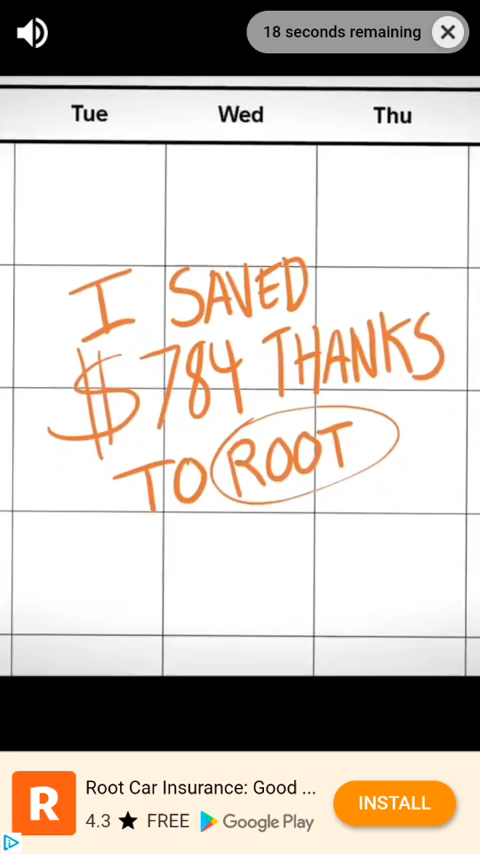 18 seconds remaining
Tue Wed Thu
I SAVED
$784 THANKS
TO ROOT
R
Root Car Insurance: Good ...
4.3 ★ FREE Google Play
INSTALL